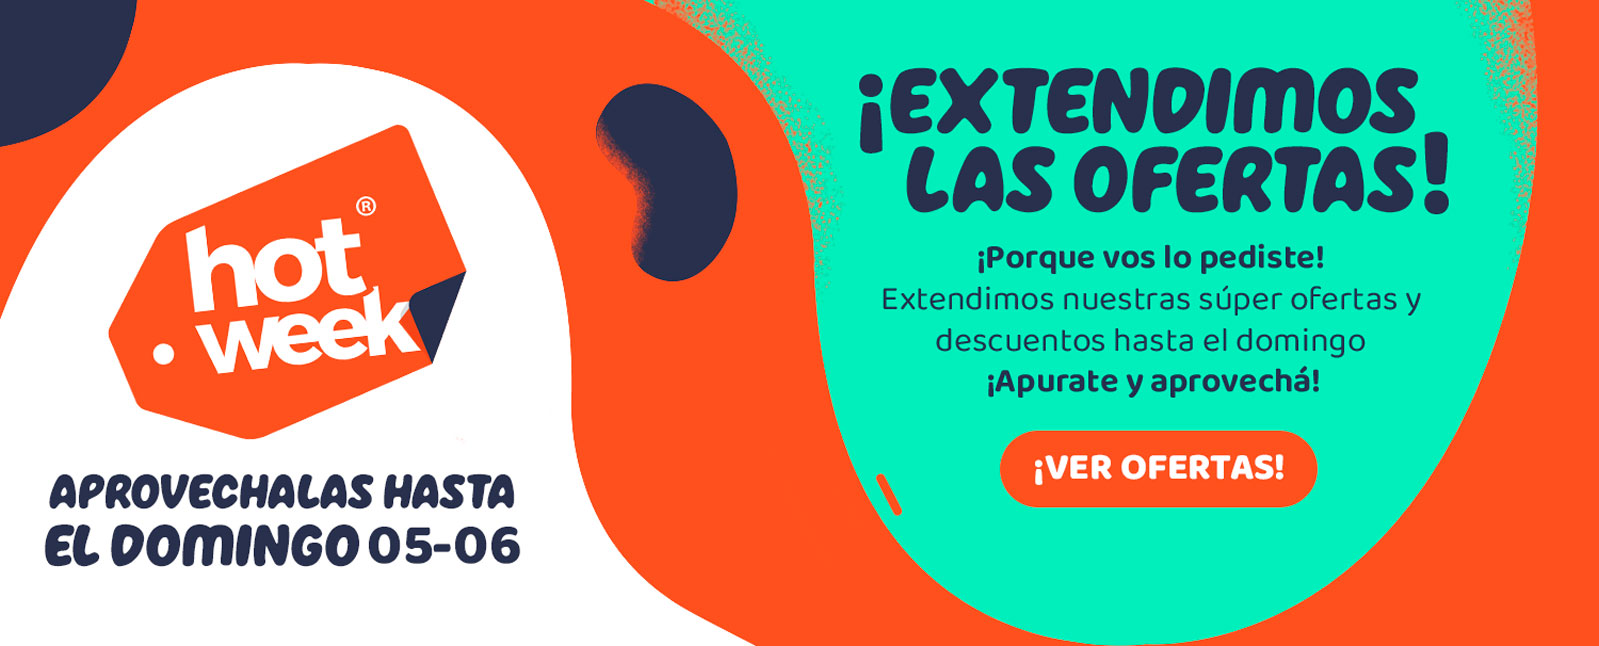 hot
week
®
APROVECHALAS HASTA
EL DOMINGO 05-06
¡EXTENDIMOS
LAS OFERTAS!
¡Porque vos lo pediste!
Extendimos nuestras súper ofertas y
descuentos hasta el domingo
¡Apurate y aprovechá!
¡VER OFERTAS!